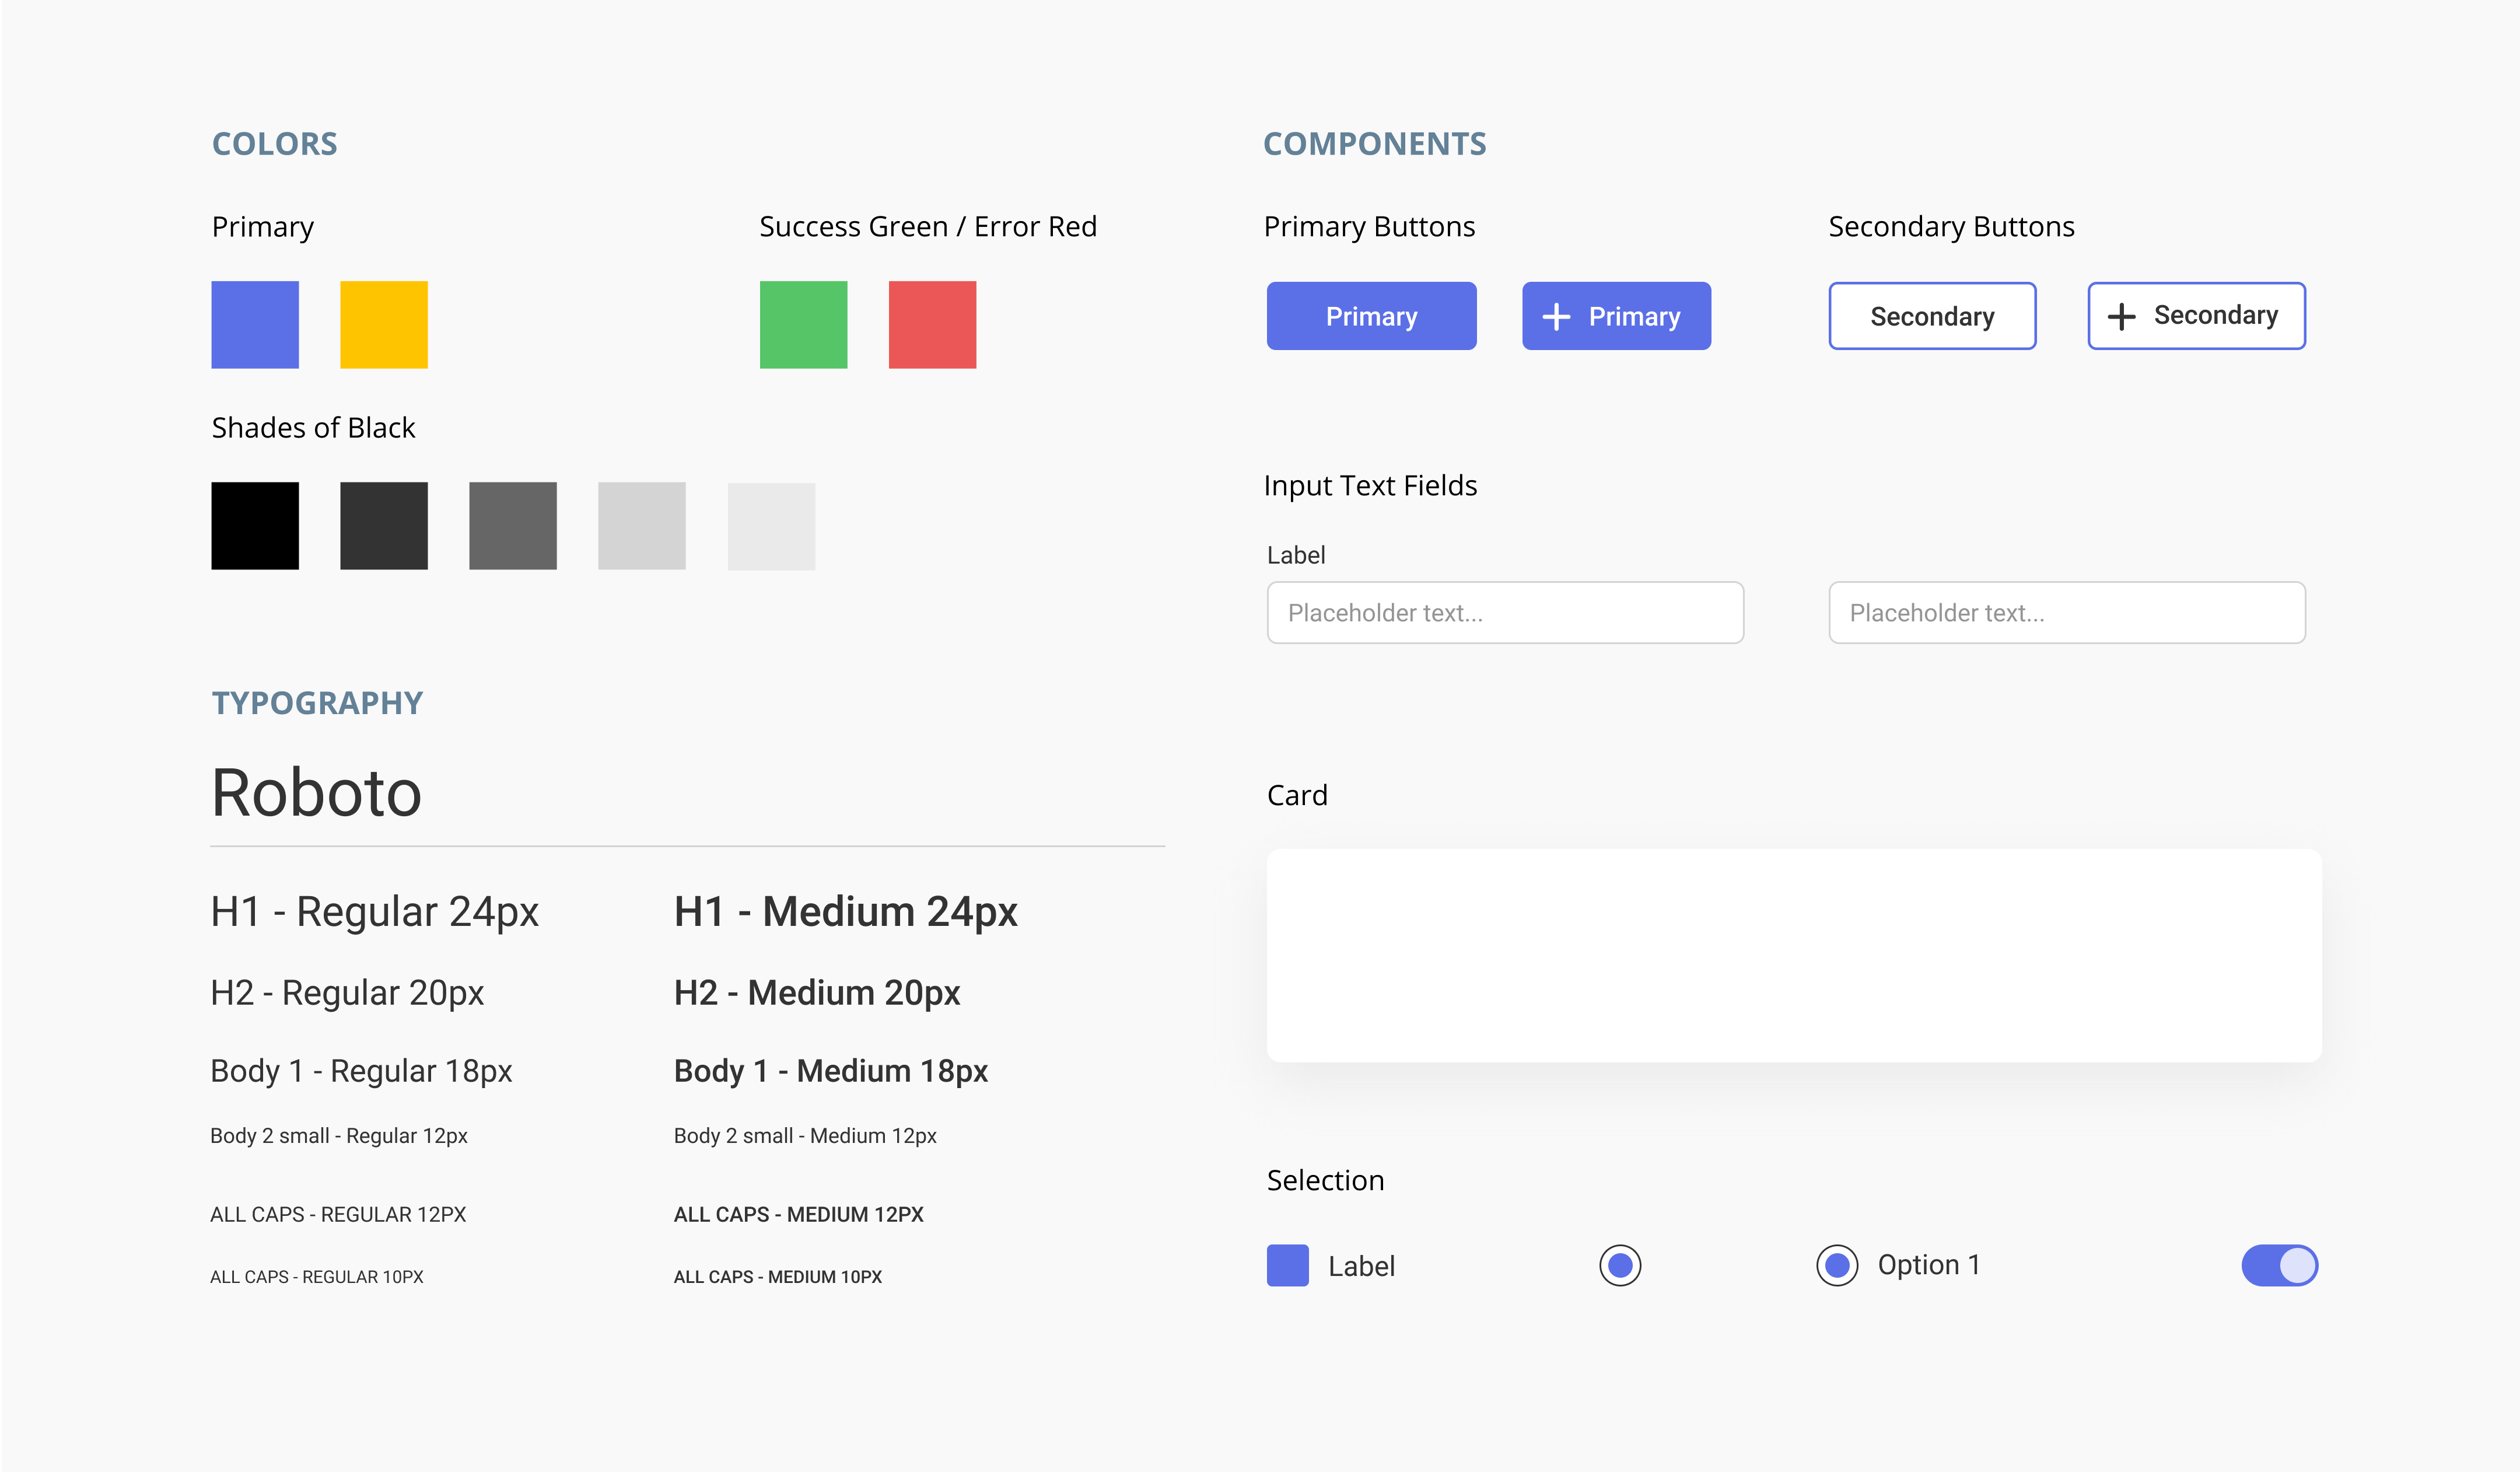 COLORS
Primary
Success Green / Error Red
Shades of Black
TYPOGRAPHY
Roboto
H1 - Regular 24px
H1 - Medium 24px
H2 - Regular 20px
H2 - Medium 20px
Body 1 - Regular 18px
Body 1 - Medium 18px
Body 2 small - Regular 12px
Body 2 small - Medium 12px
ALL CAPS - REGULAR 12PX
ALL CAPS - MEDIUM 12PX
ALL CAPS - REGULAR 10PX
ALL CAPS - MEDIUM 10PX
COMPONENTS
Primary Buttons
Secondary Buttons
Primary
Primary
Secondary
Secondary
Input Text Fields
Label
Placeholder text...
Placeholder text...
Card
Selection
Label
Option 1